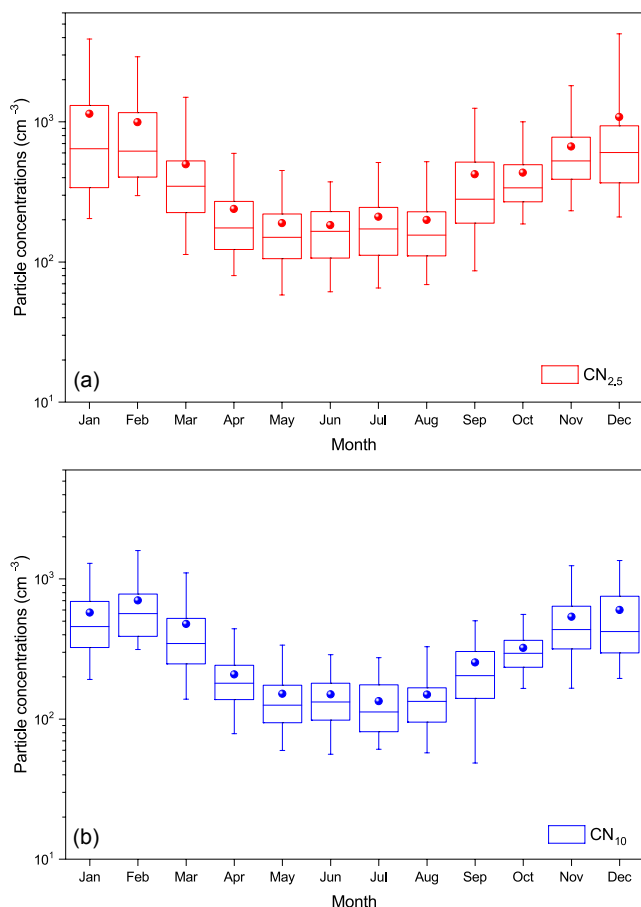 10³
10²
10¹
Particle concentrations (cm⁻³)
(a)
CN₂.₅
Jan Feb Mar Apr May Jun Jul Aug Sep Oct Nov Dec
Month
10³
10²
10¹
Particle concentrations (cm⁻³)
(b)
CN₁₀
Jan Feb Mar Apr May Jun Jul Aug Sep Oct Nov Dec
Month